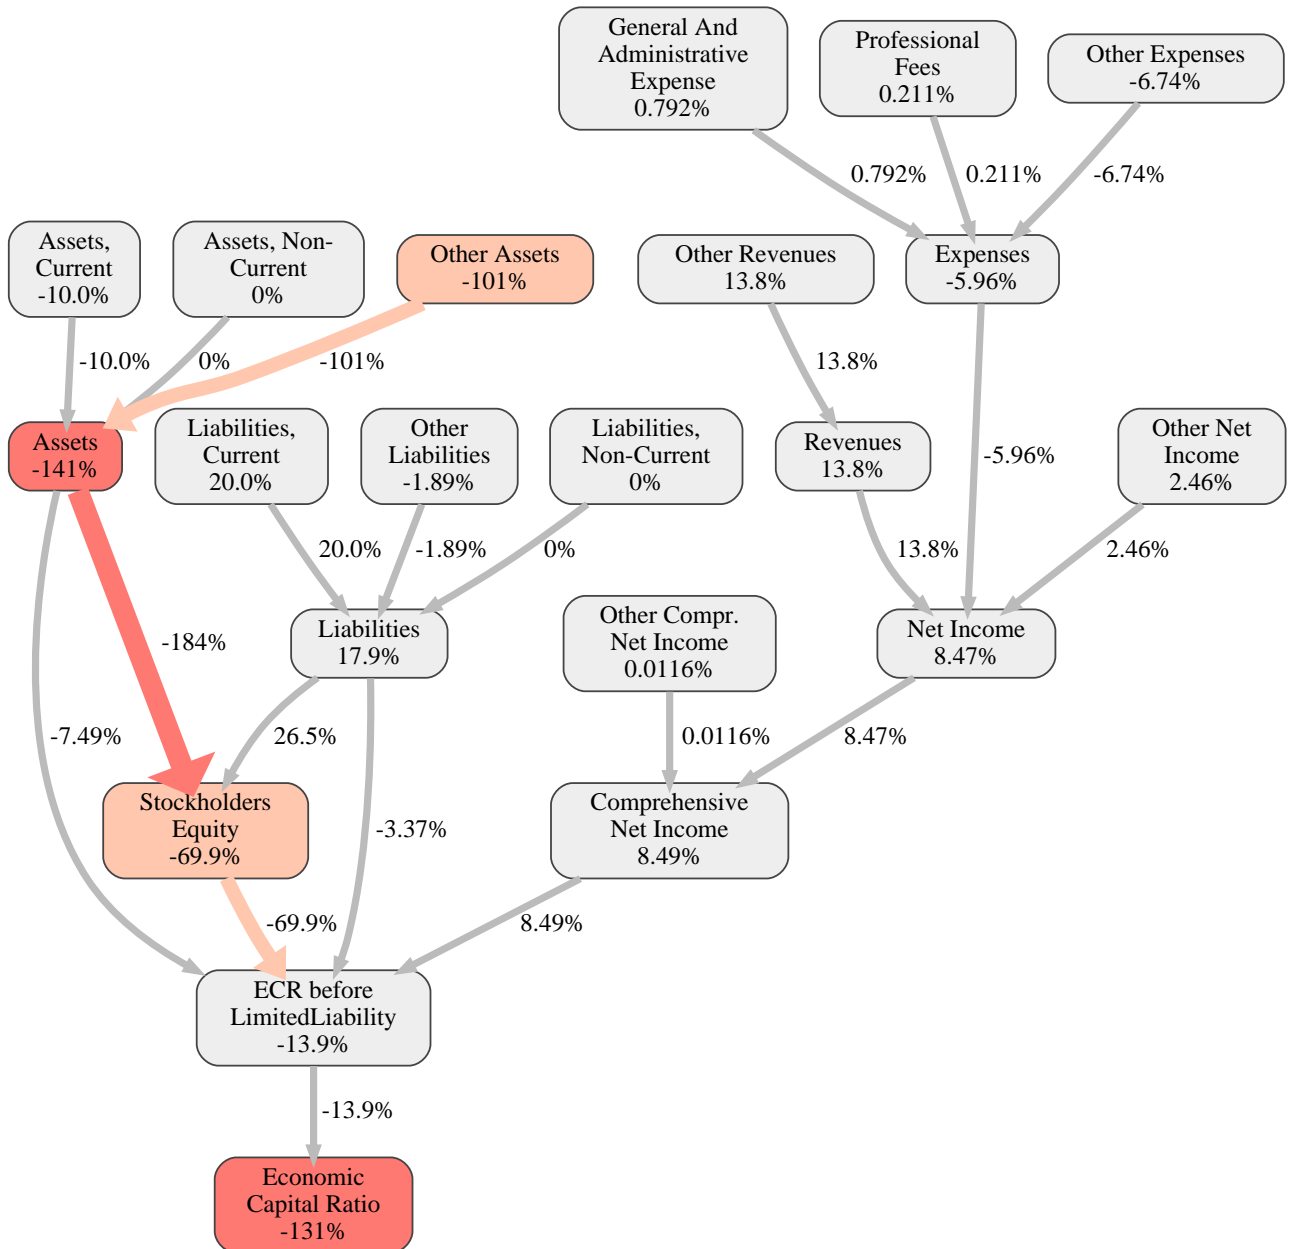 General And
Administrative
Expense
0.792%
Professional
Fees
0.211%
Other Expenses
-6.74%
0.792%
0.211%
-6.74%
Assets,
Current
-10.0%
Assets, Non-
Current
0%
Other Assets
-101%
Other Revenues
13.8%
Expenses
-5.96%
-10.0%
0%
-101%
13.8%
Assets
-141%
Liabilities,
Current
20.0%
Other
Liabilities
-1.89%
Liabilities,
Non-Current
0%
Revenues
13.8%
-5.96%
Other Net
Income
2.46%
20.0%
-1.89%
0%
13.8%
2.46%
-184%
Liabilities
17.9%
Other Compr.
Net Income
0.0116%
Net Income
8.47%
-7.49%
26.5%
0.0116%
8.47%
Stockholders
Equity
-69.9%
-3.37%
Comprehensive
Net Income
8.49%
-69.9%
8.49%
ECR before
LimitedLiability
-13.9%
-13.9%
Economic
Capital Ratio
-131%